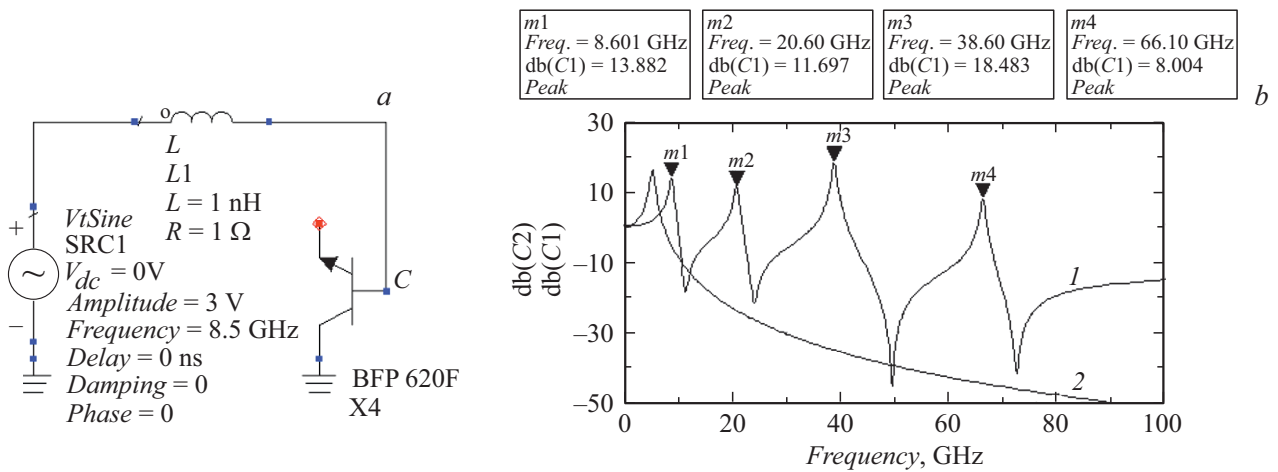 m1
Freq. = 8.601 GHz
db(C1) = 13.882
Peak
m2
Freq. = 20.60 GHz
db(C1) = 11.697
Peak
m3
Freq. = 38.60 GHz
db(C1) = 18.483
Peak
m4
Freq. = 66.10 GHz
db(C1) = 8.004
Peak
a
o
L
L1
L = 1 nH
R = 1 Ω
+
~
–
VtSine
SRC1
Vdc = 0V
Amplitude = 3 V
Frequency = 8.5 GHz
Delay = 0 ns
Damping = 0
Phase = 0
C
BFP 620F
X4
b
db(C2)
db(C1)
30
10
–10
–30
–50
m1
m2
m3
m4
1
2
0
20
40
60
80
100
Frequency, GHz